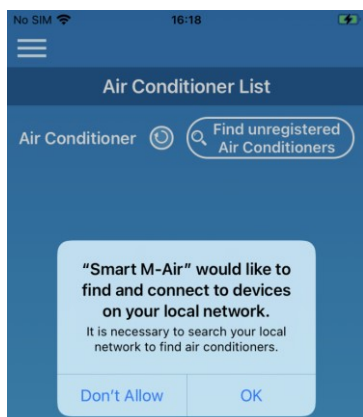 No SIM 16:18
Air Conditioner List
Air Conditioner
Find unregistered
Air Conditioners
“Smart M-Air” would like to
find and connect to devices
on your local network.
It is necessary to search your local
network to find air conditioners.
Don't Allow OK